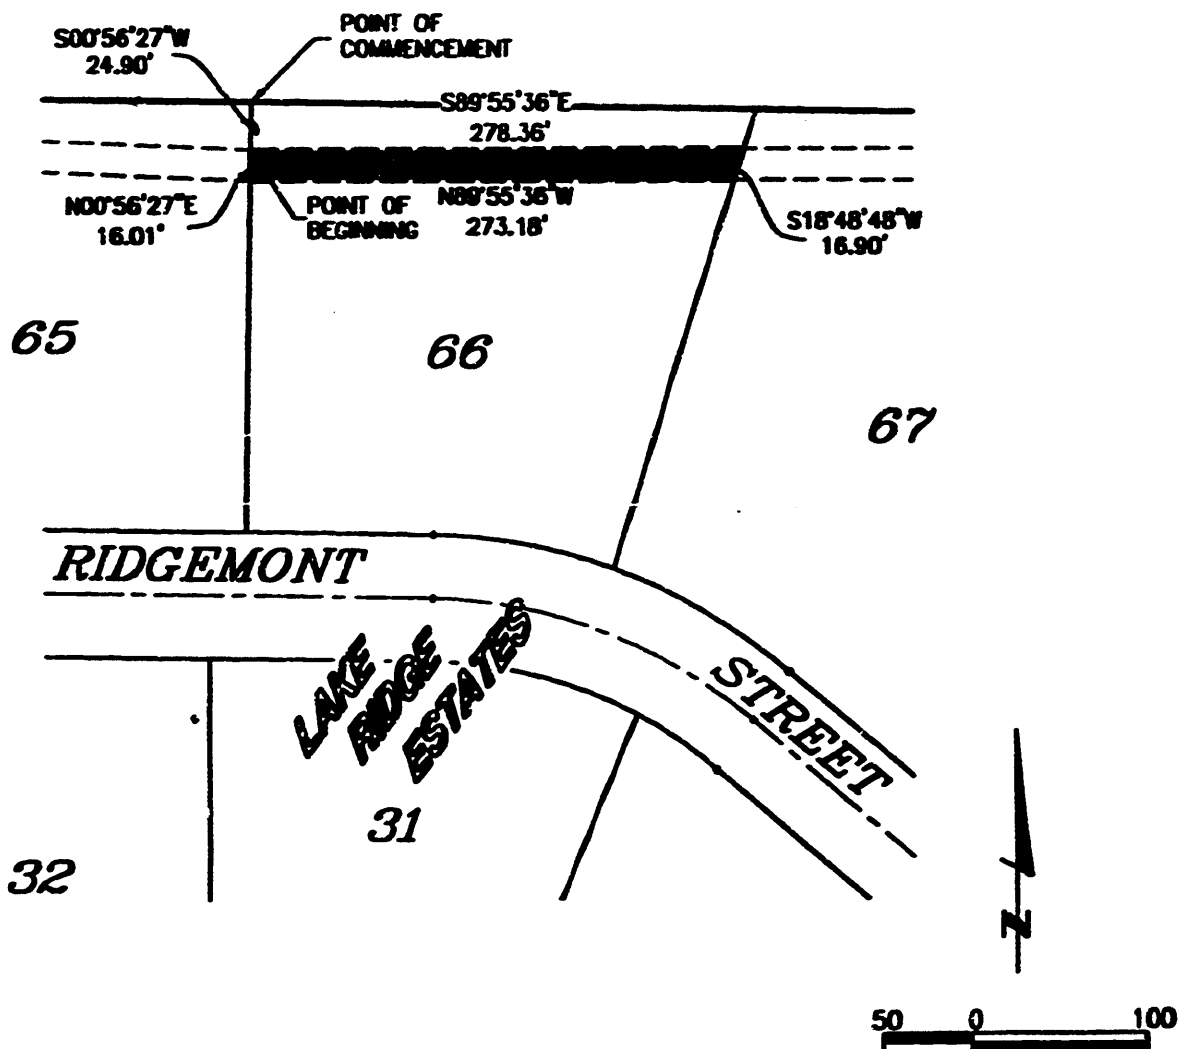 S00°56'27"W
24.90'
POINT OF
COMMENCEMENT
S89°55'36"E
278.36'
N00°56'27"E
16.01'
POINT OF
BEGINNING
N89°55'36"W
273.18'
S18°48'48"W
16.90'
65
66
67
RIDGEMONT
STREET
LAKE
RIDGE
ESTATES
31
32
N
50 0 100